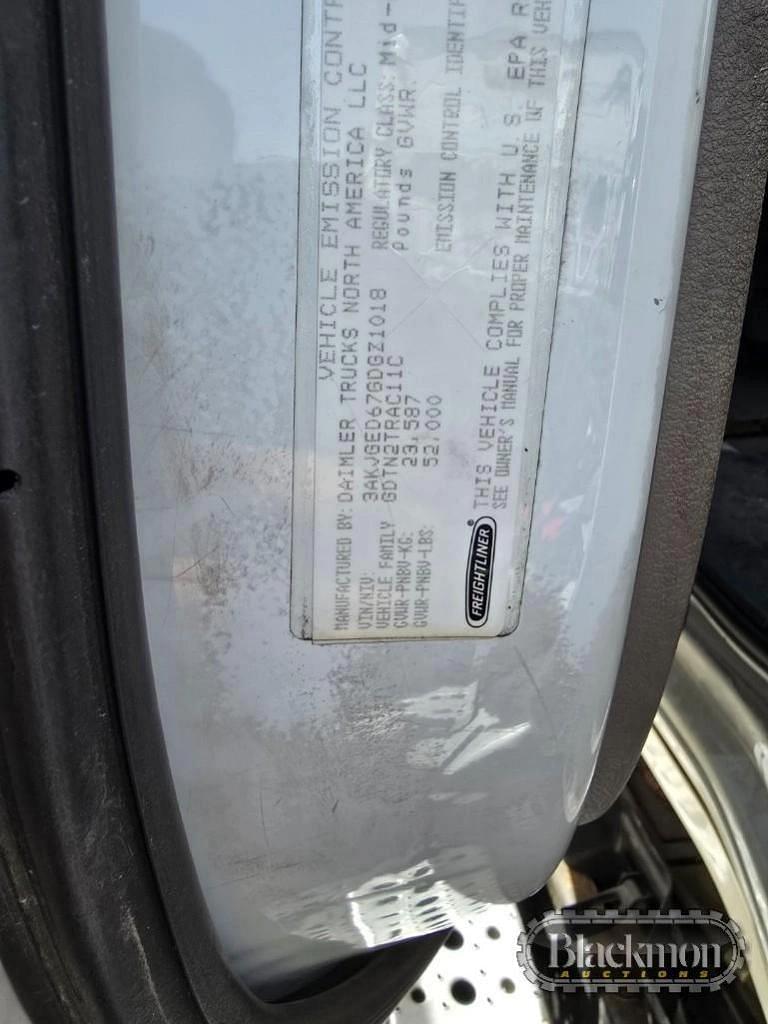 VEHICLE EMISSION CONTR
MANUFACTURED BY: DAIMLER TRUCKS NORTH AMERICA LLC
VIN/NIV: 3AKJGED67GDGZ1018 REGULATORY CLASS: Mid-
VEHICLE FAMILY GDTN2TRAC11C Pounds GVWR.
GVWR-PNBV-KG: 23,587
GVWR-PNBV-LBS: 52,000 EMISSION CONTROL IDENTIF
FREIGHTLINER ®
THIS VEHICLE COMPLIES WITH U.S. EPA R
SEE OWNER'S MANUAL FOR PROPER MAINTENANCE OF THIS VEH
Blackmon
AUCTIONS